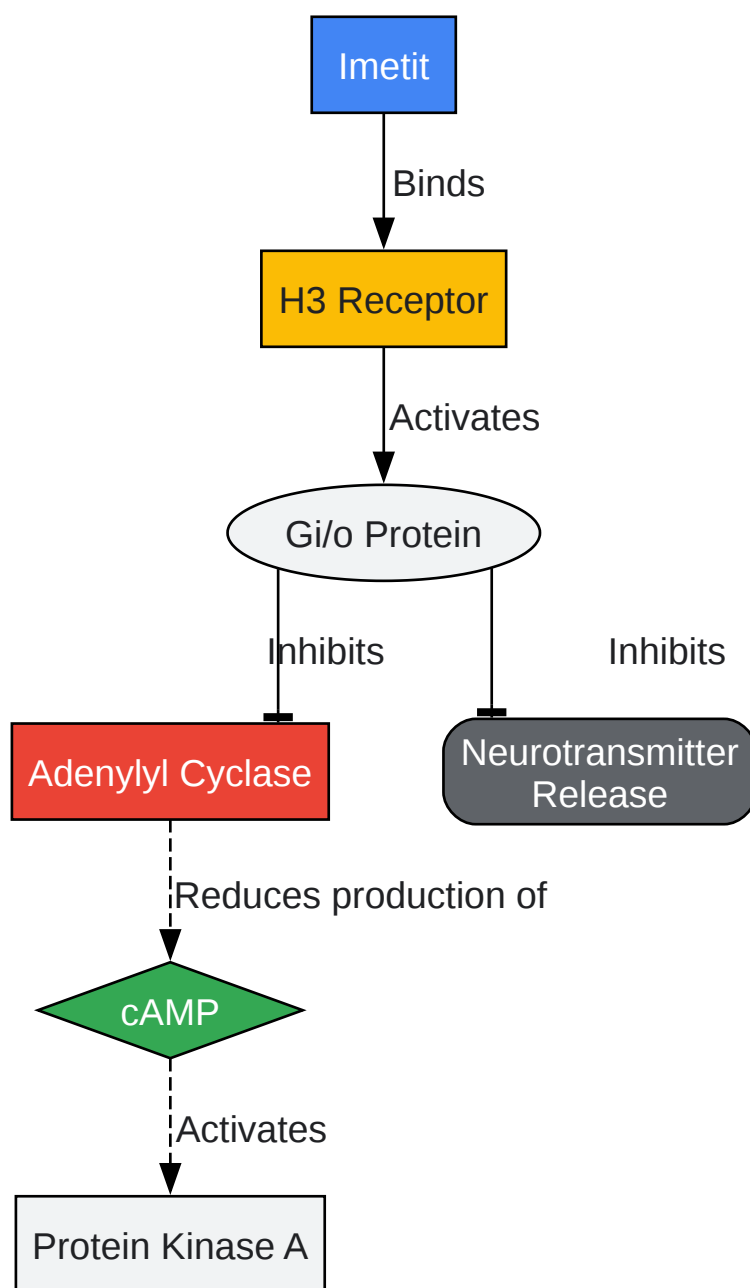 Imetit
Binds
H3 Receptor
Activates
Gi/o Protein
Inhibits
Inhibits
Adenylyl Cyclase
Neurotransmitter
Release
Reduces production of
cAMP
Activates
Protein Kinase A